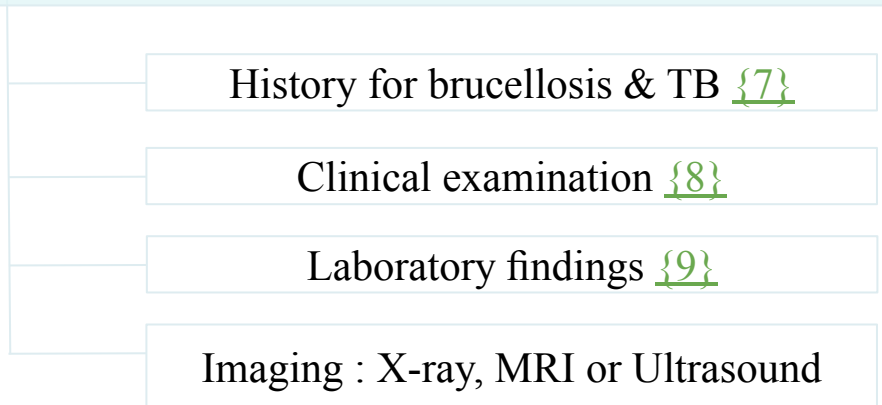 History for brucellosis & TB {7}
Clinical examination {8}
Laboratory findings {9}
Imaging : X-ray, MRI or Ultrasound